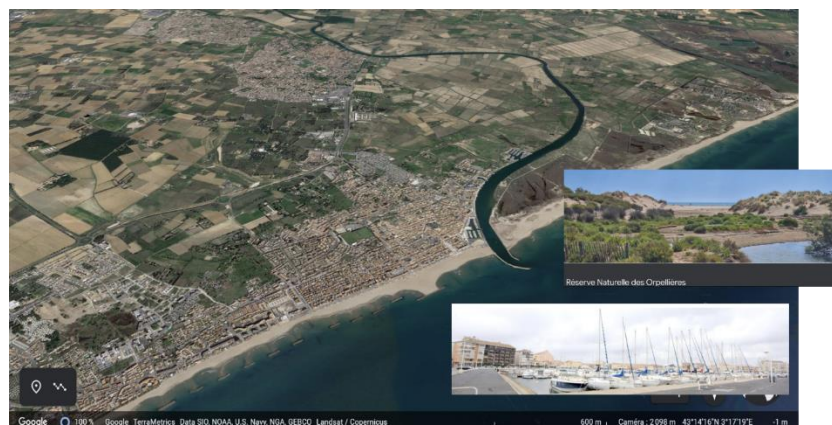 Réserve Naturelle des Orpellières
Google 100 % Google TerraMetrics Data SIO, NOAA, U.S. Navy, NGA, GEBCO Landsat / Copernicus 600 m Caméra : 2 098 m 43°14'16"N 3°17'19"E -1 m